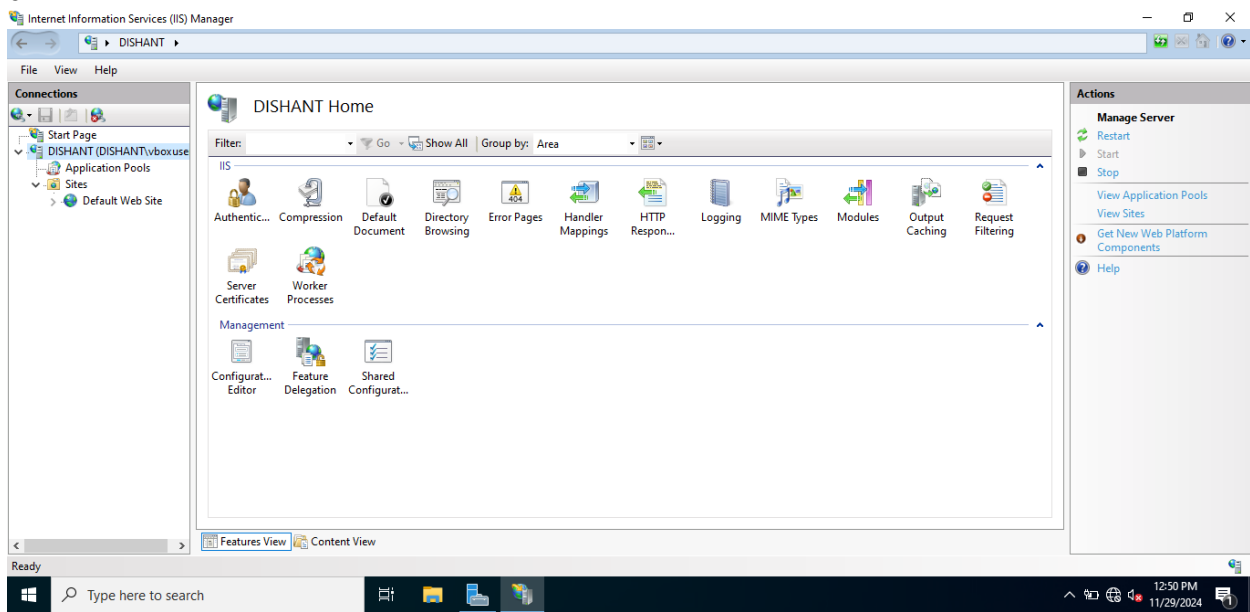 Internet Information Services (IIS) Manager
DISHANT
File View Help
Connections
Start Page
DISHANT (DISHANT\vboxuse
Application Pools
Sites
Default Web Site
DISHANT Home
Filter: Go Show All Group by: Area
IIS
Authentic... Compression Default Directory Error Pages Handler HTTP Logging MIME Types Modules Output Request
Document Browsing Mappings Respon... Caching Filtering
404
Server Worker
Certificates Processes
Management
Configurat... Feature Shared
Editor Delegation Configurat...
Features View Content View
Actions
Manage Server
Restart
Start
Stop
View Application Pools
View Sites
Get New Web Platform
Components
Help
Ready
Type here to search
12:50 PM
11/29/2024
1